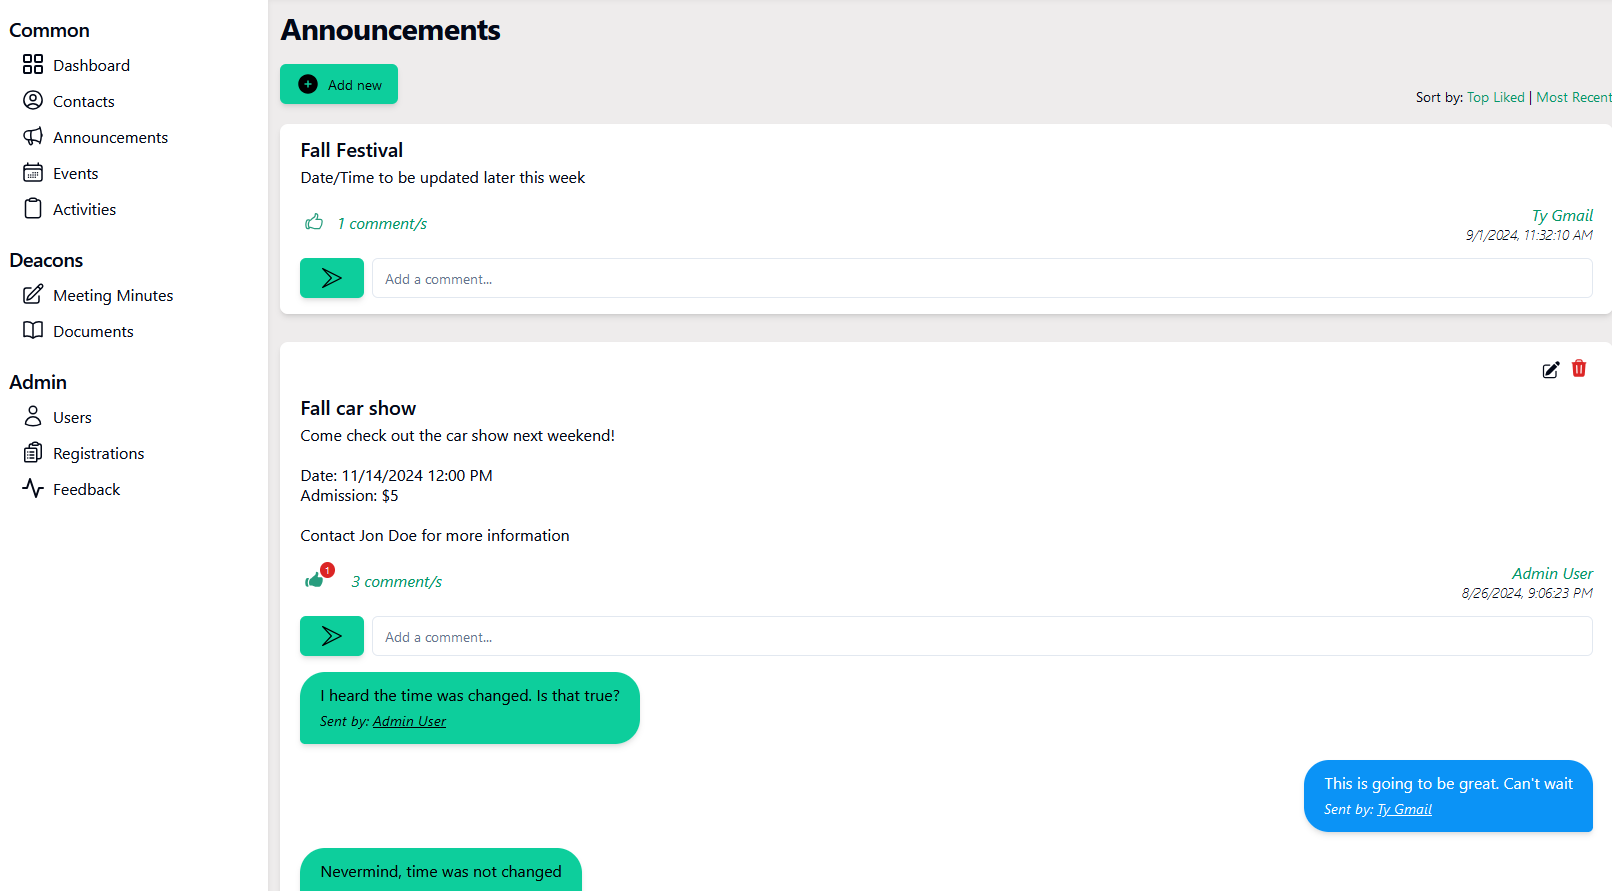 Common
Dashboard
Contacts
Announcements
Events
Activities
Deacons
Meeting Minutes
Documents
Admin
Users
Registrations
Feedback
Announcements
Add new
Sort by: Top Liked | Most Recent
Fall Festival
Date/Time to be updated later this week
1 comment/s
Ty Gmail
9/1/2024, 11:32:10 AM
Add a comment...
Fall car show
Come check out the car show next weekend!
Date: 11/14/2024 12:00 PM
Admission: $5
Contact Jon Doe for more information
1
3 comment/s
Admin User
8/26/2024, 9:06:23 PM
Add a comment...
I heard the time was changed. Is that true?
Sent by: Admin User
This is going to be great. Can't wait
Sent by: Ty Gmail
Nevermind, time was not changed